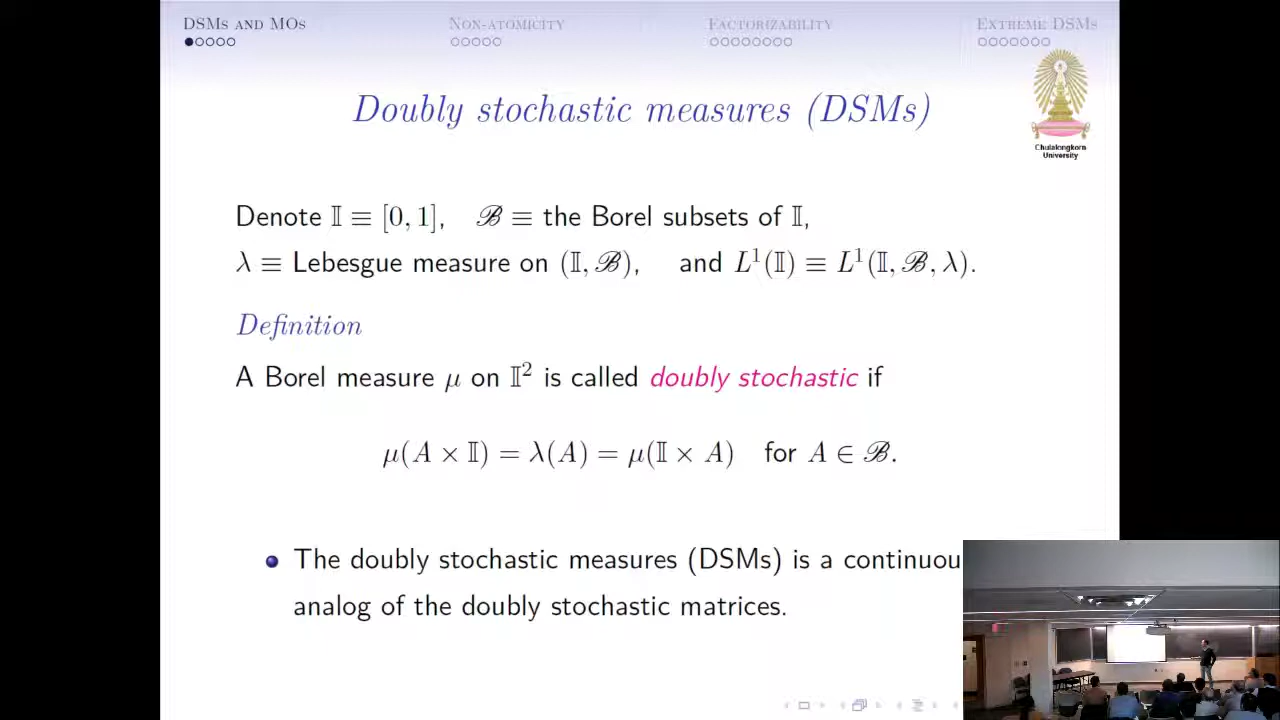 DSMs and MOs Non-atomicity Factorizability Extreme DSMs
Doubly stochastic measures (DSMs)
Chulalongkorn
University
Denote 𝕀 ≡ [0, 1], ℬ ≡ the Borel subsets of 𝕀,
λ ≡ Lebesgue measure on (𝕀, ℬ), and L¹(𝕀) ≡ L¹(𝕀, ℬ, λ).
Definition
A Borel measure μ on 𝕀² is called doubly stochastic if
μ(A × 𝕀) = λ(A) = μ(𝕀 × A) for A ∈ ℬ.
The doubly stochastic measures (DSMs) is a continuou
analog of the doubly stochastic matrices.